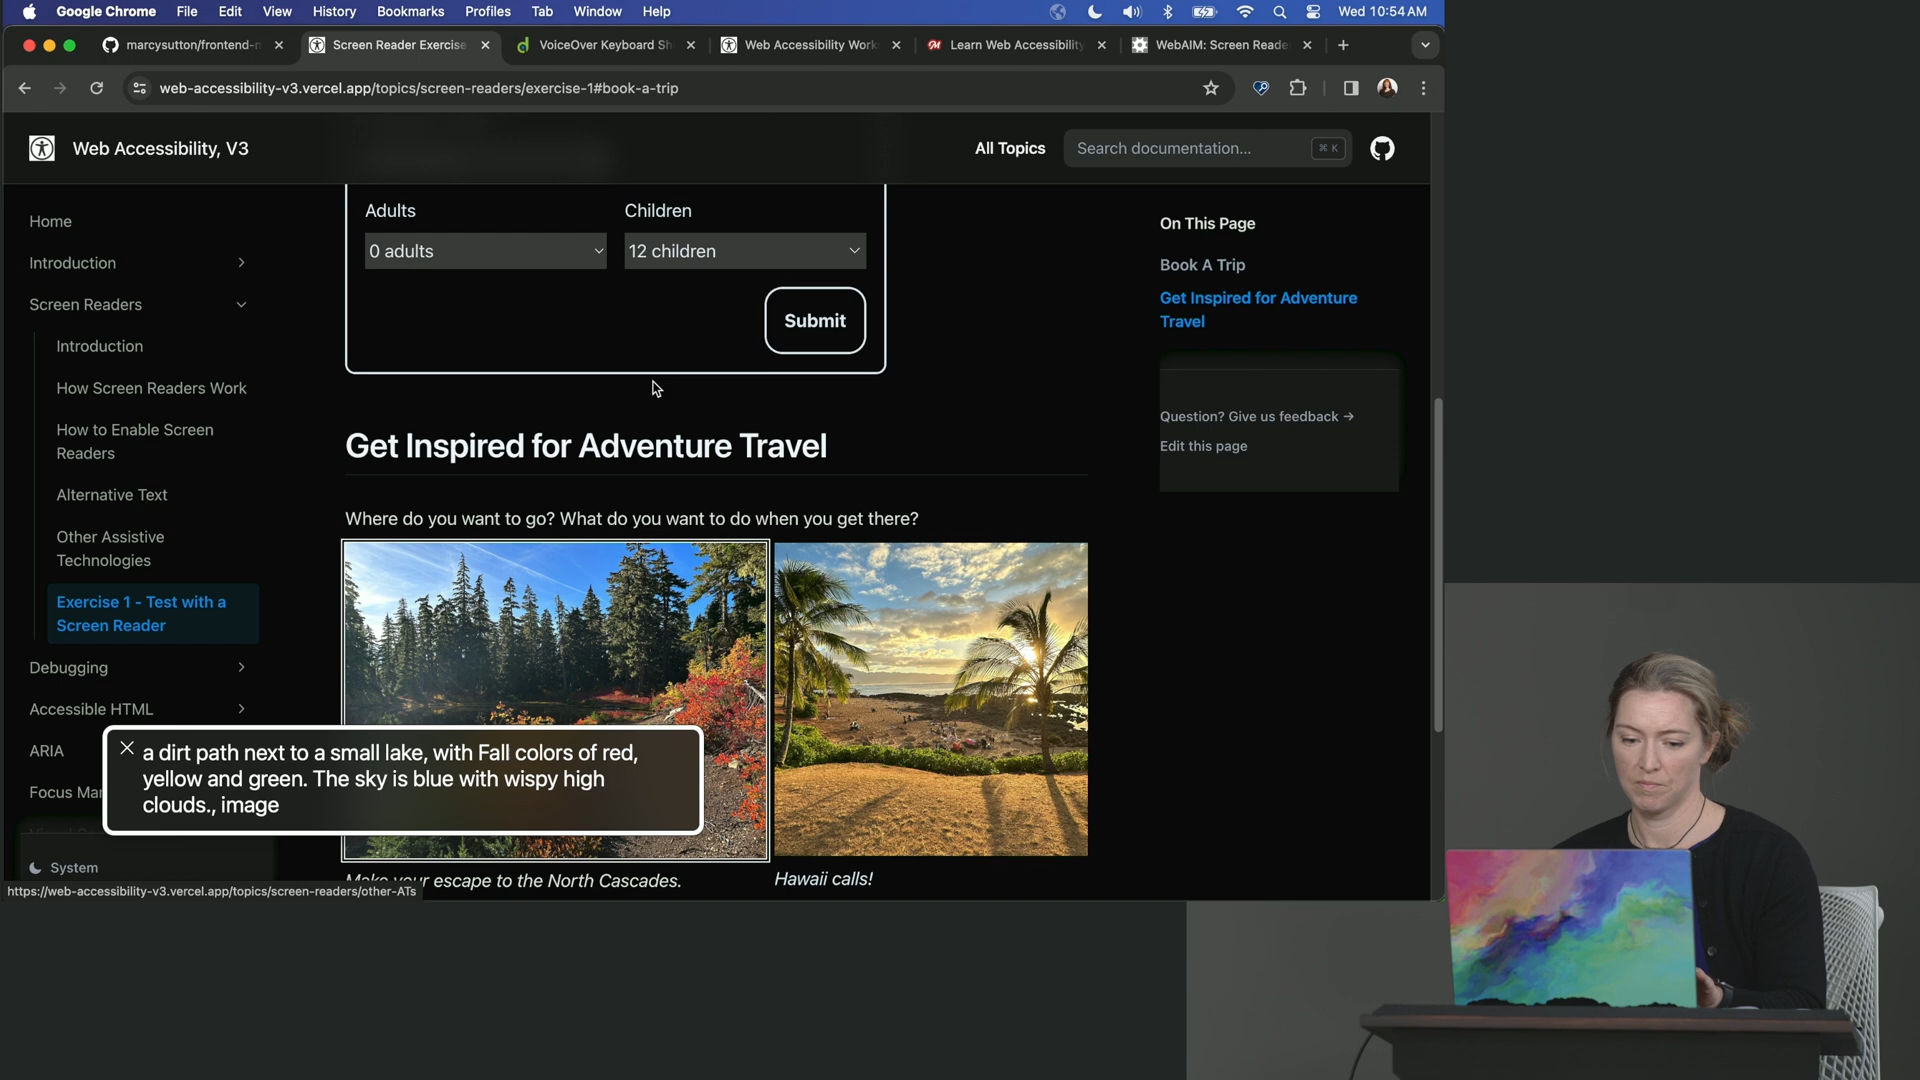 Google Chrome File Edit View History Bookmarks Profiles Tab Window Help Wed 10:54 AM
marcysutton/frontend-m
Screen Reader Exercise
VoiceOver Keyboard Sh
Web Accessibility Work
Learn Web Accessibility
WebAIM: Screen Reade
web-accessibility-v3.vercel.app/topics/screen-readers/exercise-1#book-a-trip
Web Accessibility, V3
All Topics
Search documentation...
⌘ K
Home
Introduction
Screen Readers
Introduction
How Screen Readers Work
How to Enable Screen
Readers
Alternative Text
Other Assistive
Technologies
Exercise 1 - Test with a
Screen Reader
Debugging
Accessible HTML
ARIA
Focus Ma
System
Adults
Children
0 adults
12 children
Submit
Get Inspired for Adventure Travel
Where do you want to go? What do you want to do when you get there?
a dirt path next to a small lake, with Fall colors of red,
yellow and green. The sky is blue with wispy high
clouds., image
Make your escape to the North Cascades.
Hawaii calls!
On This Page
Book A Trip
Get Inspired for Adventure
Travel
Question? Give us feedback →
Edit this page
https://web-accessibility-v3.vercel.app/topics/screen-readers/other-ATs